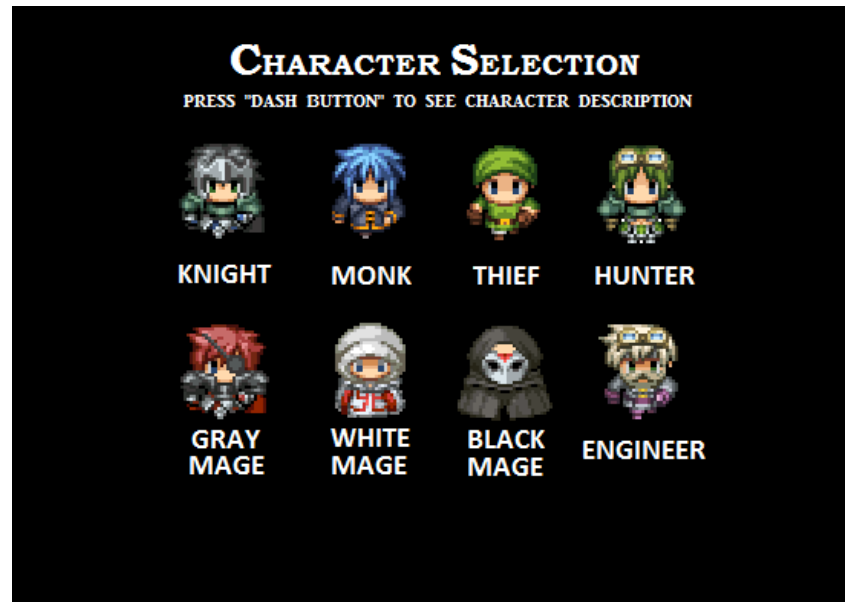 CHARACTER SELECTION
PRESS "DASH BUTTON" TO SEE CHARACTER DESCRIPTION
KNIGHT MONK THIEF HUNTER
GRAY MAGE WHITE MAGE BLACK MAGE ENGINEER